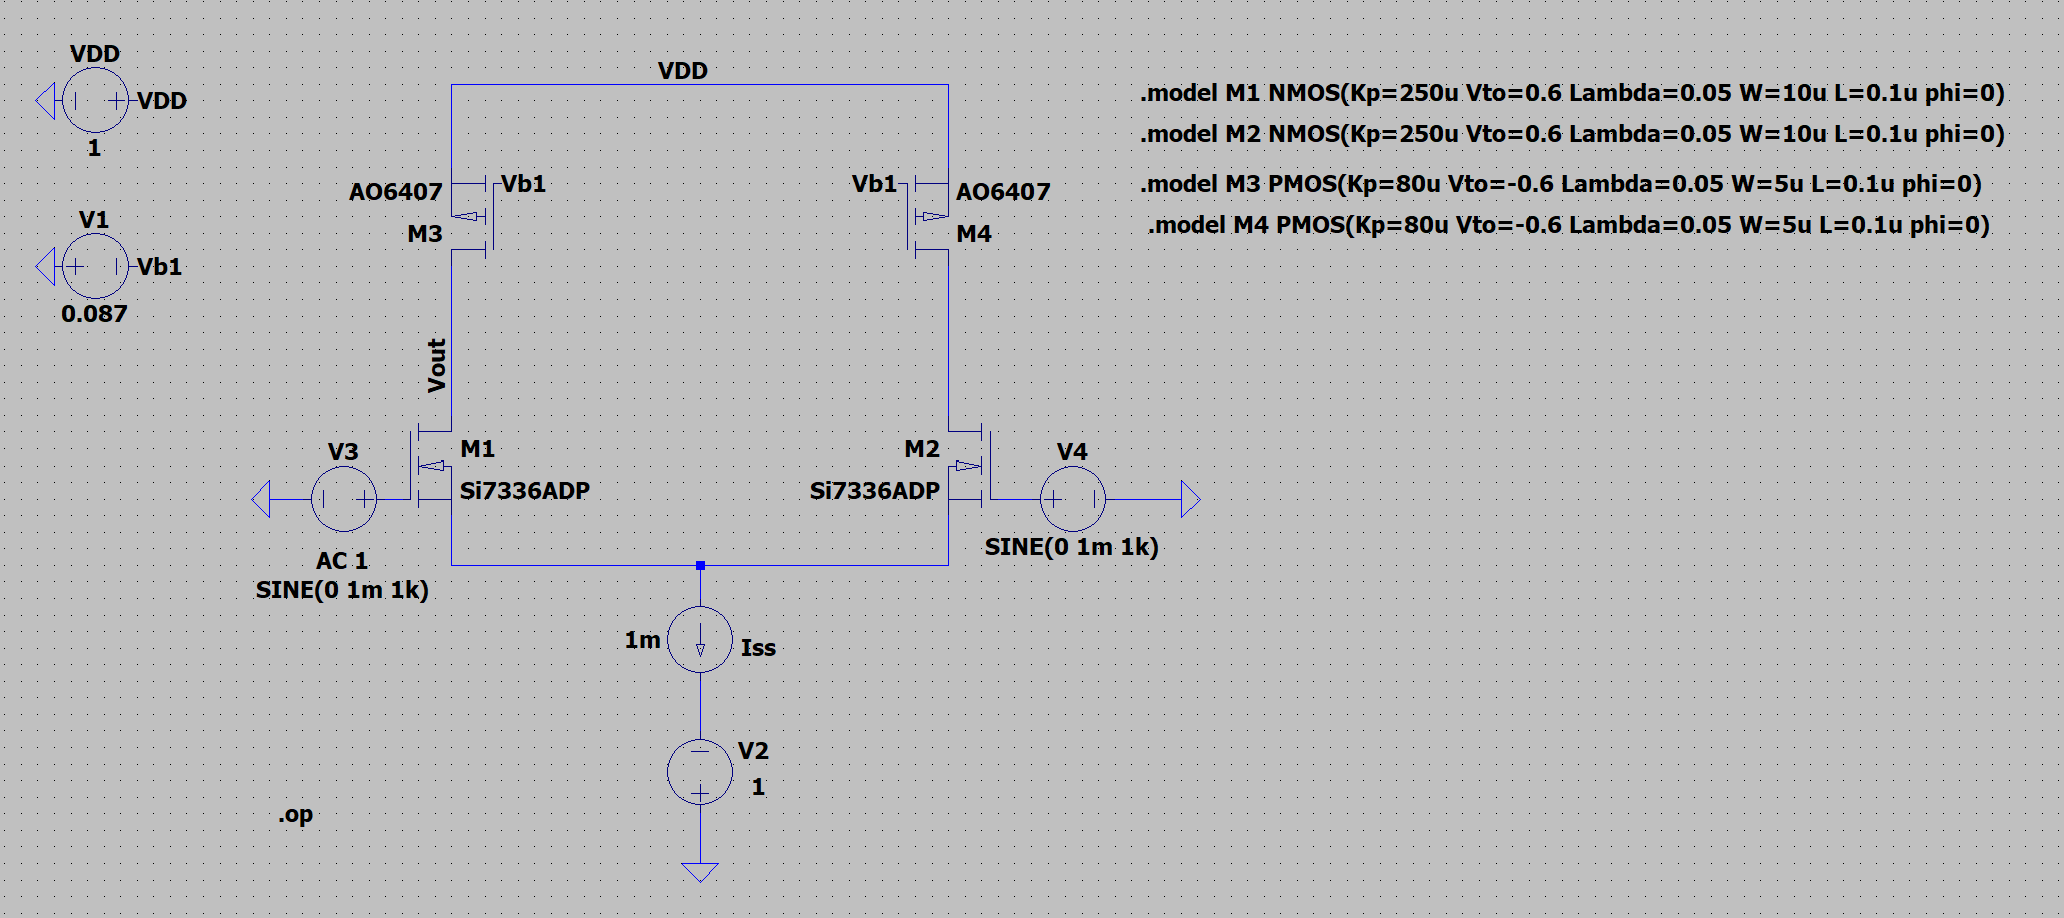 VDD
VDD
1
V1
Vb1
0.087
VDD
AO6407
Vb1
M3
Vb1
AO6407
M4
Vout
V3
AC 1
SINE(0 1m 1k)
M1
Si7336ADP
M2
Si7336ADP
V4
SINE(0 1m 1k)
1m
Iss
V2
1
.op
.model M1 NMOS(Kp=250u Vto=0.6 Lambda=0.05 W=10u L=0.1u phi=0)
.model M2 NMOS(Kp=250u Vto=0.6 Lambda=0.05 W=10u L=0.1u phi=0)
.model M3 PMOS(Kp=80u Vto=-0.6 Lambda=0.05 W=5u L=0.1u phi=0)
.model M4 PMOS(Kp=80u Vto=-0.6 Lambda=0.05 W=5u L=0.1u phi=0)